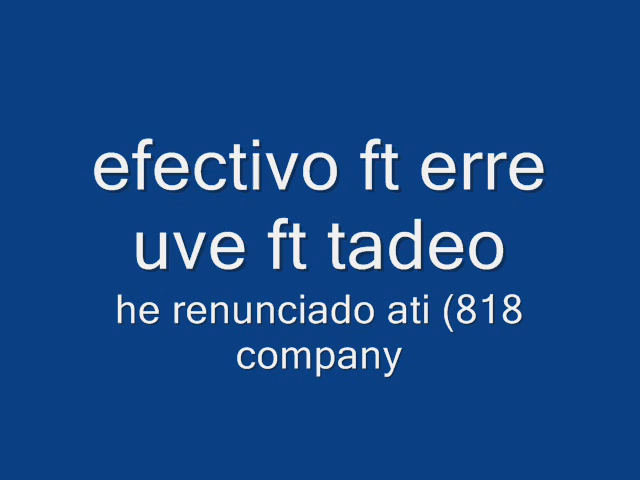 efectivo ft erre
uve ft tadeo
he renunciado ati (818
company